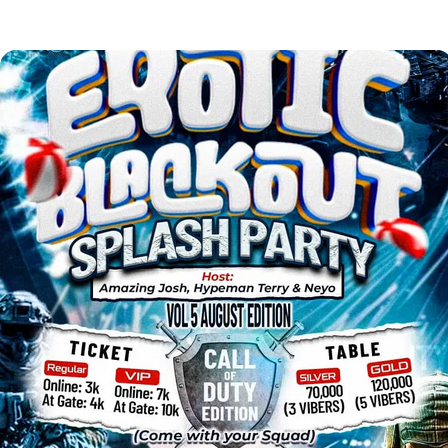 EROTIC
BLACKOUT
SPLASH PARTY
Host:
Amazing Josh, Hypeman Terry & Neyo
VOL 5 AUGUST EDITION
TICKET
Regular
Online: 3k
At Gate: 4k
VIP
Online: 7k
At Gate: 10k
CALL
OF
DUTY
EDITION
TABLE
SILVER
70,000
(3 VIBERS)
GOLD
120,000
(5 VIBERS)
(Come with your Squad)